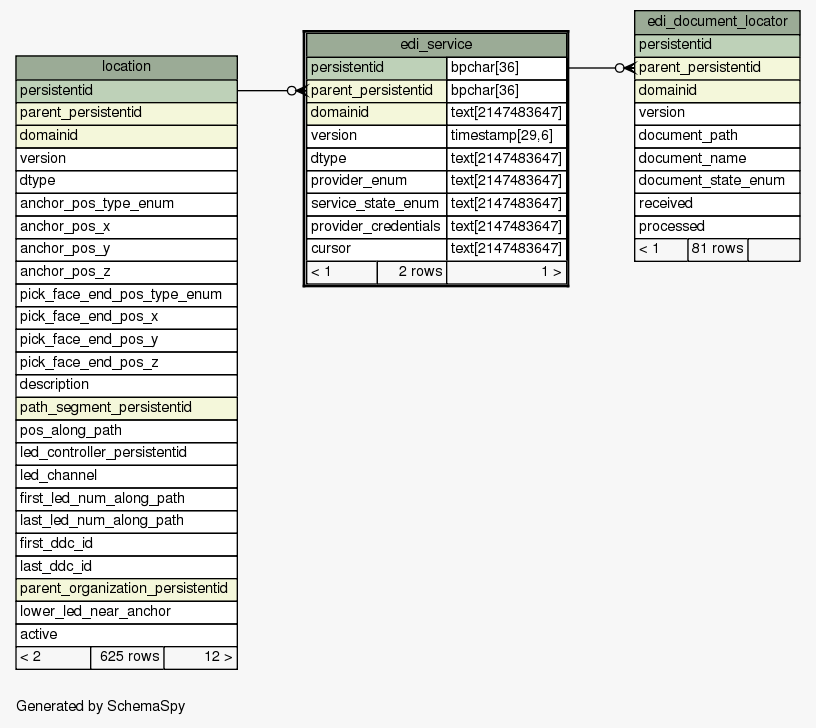 location
persistentid
parent_persistentid
domainid
version
dtype
anchor_pos_type_enum
anchor_pos_x
anchor_pos_y
anchor_pos_z
pick_face_end_pos_type_enum
pick_face_end_pos_x
pick_face_end_pos_y
pick_face_end_pos_z
description
path_segment_persistentid
pos_along_path
led_controller_persistentid
led_channel
first_led_num_along_path
last_led_num_along_path
first_ddc_id
last_ddc_id
parent_organization_persistentid
lower_led_near_anchor
active
< 2 625 rows 12 >
edi_service
persistentid bpchar[36]
parent_persistentid bpchar[36]
domainid text[2147483647]
version timestamp[29,6]
dtype text[2147483647]
provider_enum text[2147483647]
service_state_enum text[2147483647]
provider_credentials text[2147483647]
cursor text[2147483647]
< 1 2 rows 1 >
edi_document_locator
persistentid
parent_persistentid
domainid
version
document_path
document_name
document_state_enum
received
processed
< 1 81 rows
Generated by SchemaSpy